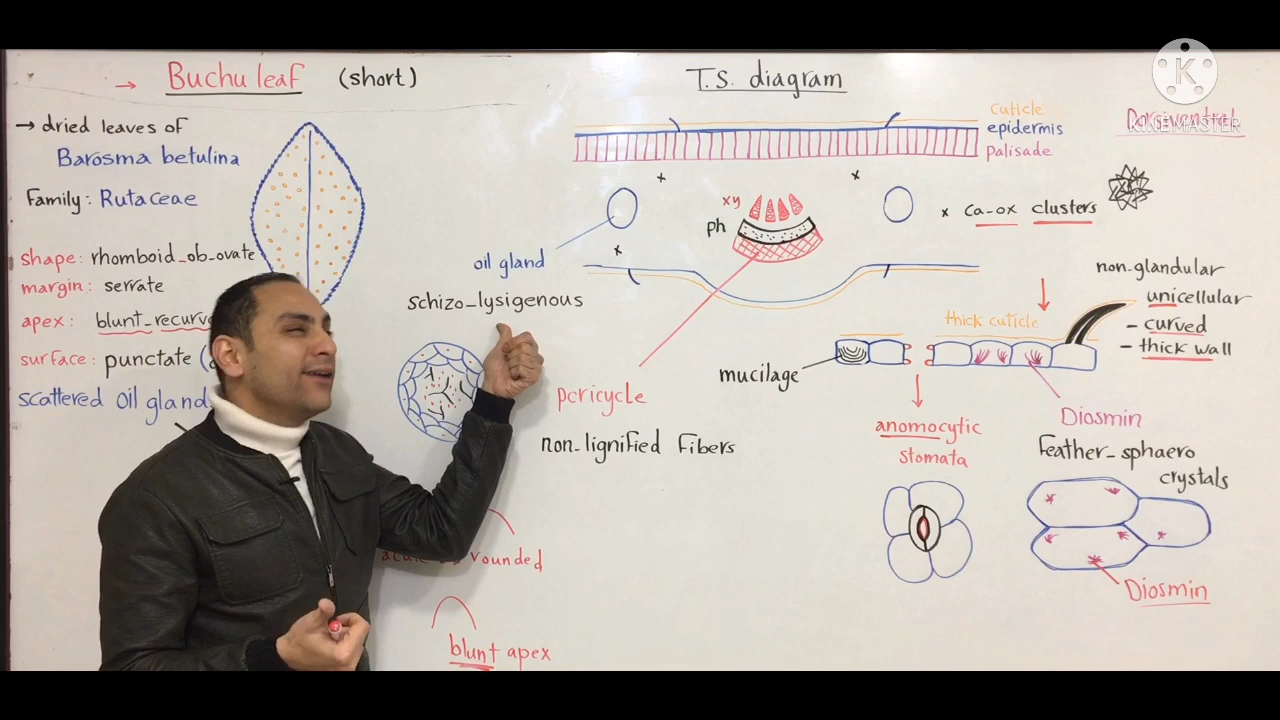 → Buchu leaf (short)
→ dried leaves of
Barosma betulina
Family: Rutaceae
shape: rhomboid_ob_ovate
margin: serrate
apex: blunt_recurve
surface: punctate (
scattered oil gland
rounded
blunt apex
T.S. diagram
Cuticle
epidermis
palisade
Dorsiventral
KINEMASTER
K
xy
ph
x ca-ox clusters
oil gland
schizo_lysigenous
pericycle
non_lignified fibers
non-glandular
unicellular
- curved
- thick wall
thick cuticle
mucilage
anomocytic
stomata
Diosmin
feather_sphaero
crystals
Diosmin